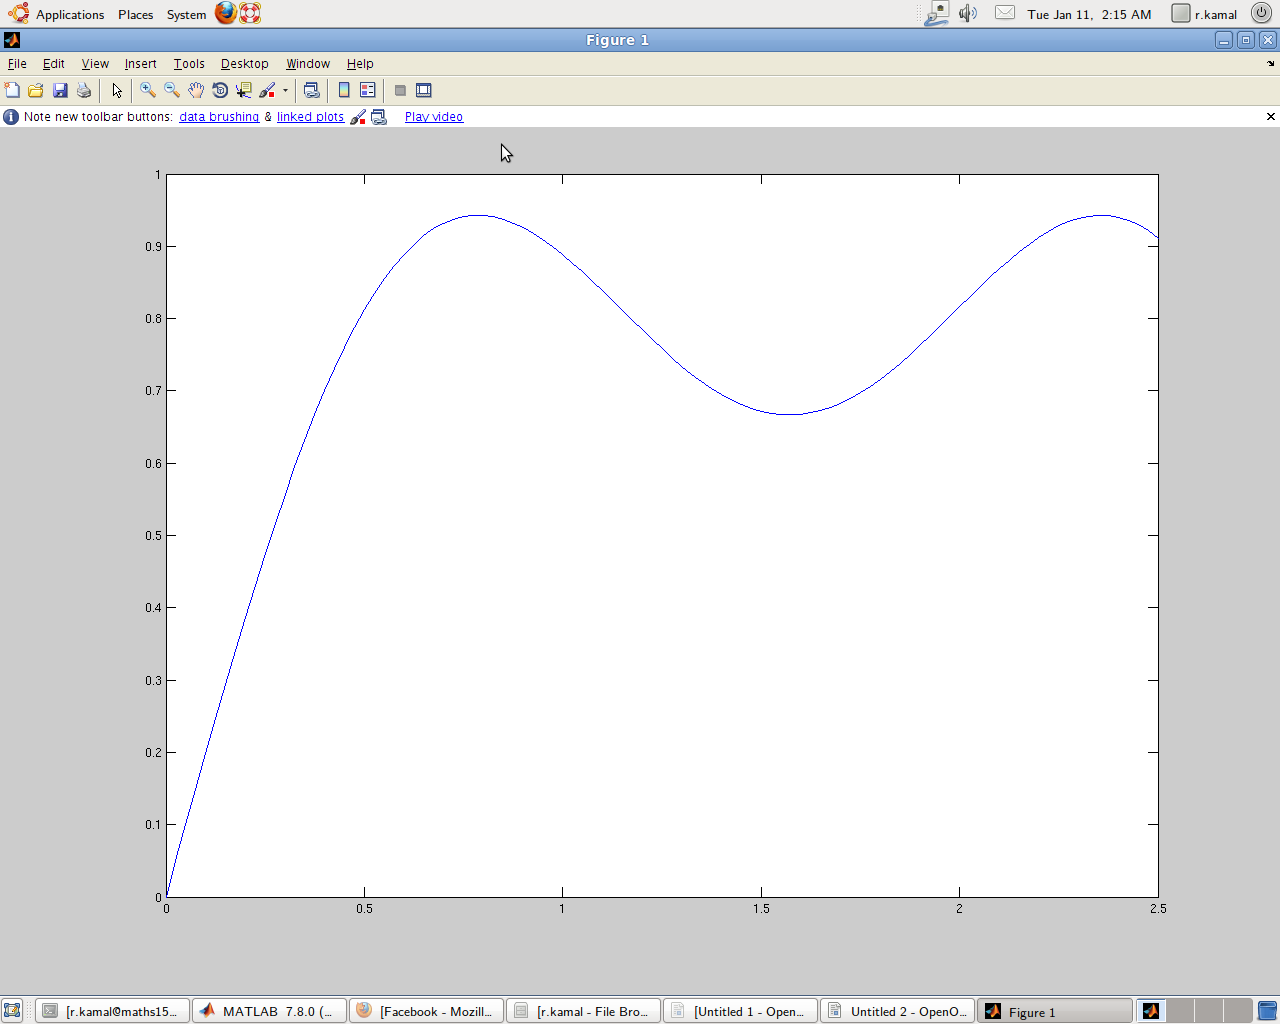 Applications Places System Tue Jan 11, 2:15 AM r.kamal
Figure 1
File Edit View Insert Tools Desktop Window Help
Note new toolbar buttons: data brushing & linked plots Play video
1
0.9
0.8
0.7
0.6
0.5
0.4
0.3
0.2
0.1
0
0 0.5 1 1.5 2 2.5
[r.kamal@maths15... MATLAB 7.8.0 (... [Facebook - Mozill... [r.kamal - File Bro... [Untitled 1 - Open... Untitled 2 - OpenO... Figure 1